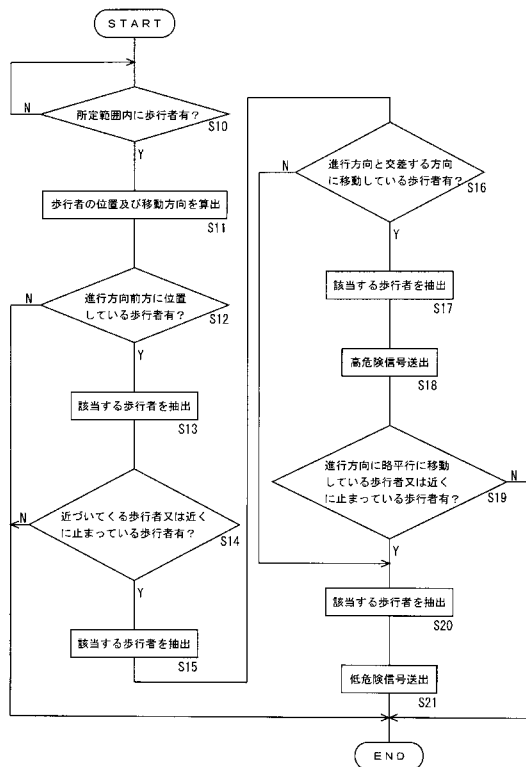 START
N
所定範囲内に歩行者有?
S10
Y
歩行者の位置及び移動方向を算出
S11
N
進行方向前方に位置
している歩行者有?
S12
Y
該当する歩行者を抽出
S13
N
近づいてくる歩行者又は近く
に止まっている歩行者有?
S14
Y
該当する歩行者を抽出
S15
N
進行方向と交差する方向
に移動している歩行者有?
S16
Y
該当する歩行者を抽出
S17
高危険信号送出
S18
進行方向に略平行に移動
している歩行者又は近く
に止まっている歩行者有?
N
S19
Y
該当する歩行者を抽出
S20
低危険信号送出
S21
END